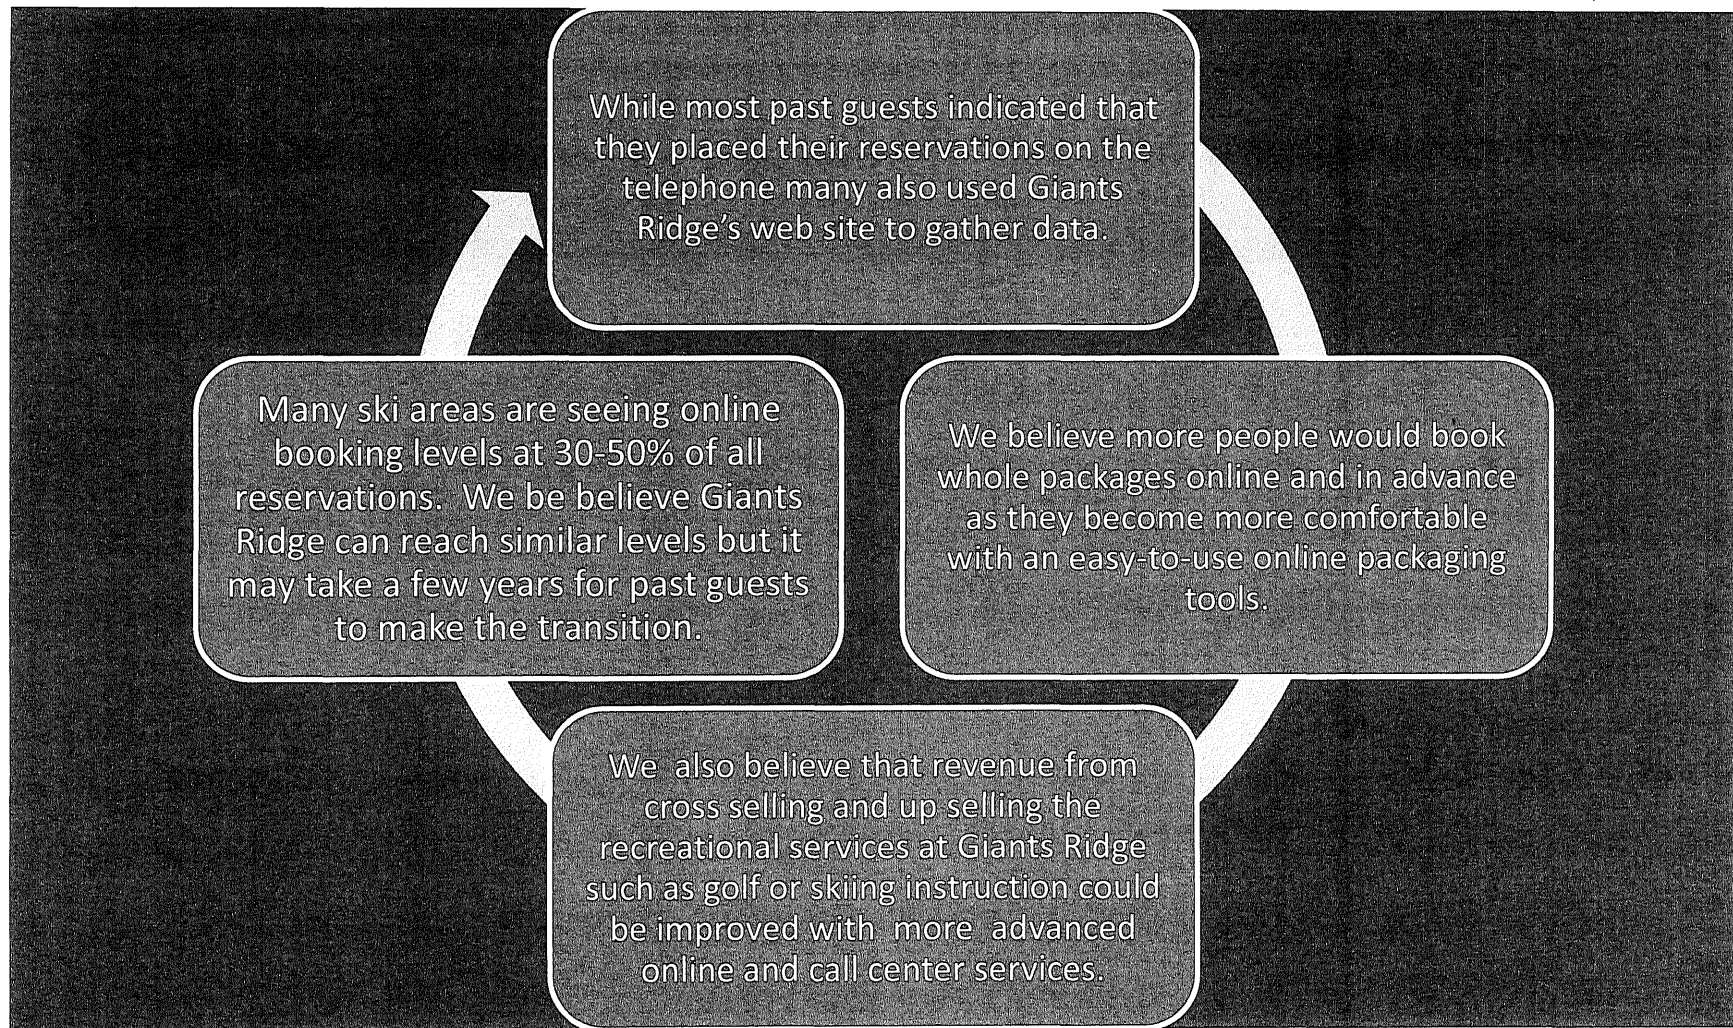 While most past guests indicated that
they placed their reservations on the
telephone many also used Giants
Ridge’s web site to gather data.
We believe more people would book
whole packages online and in advance
as they become more comfortable
with an easy-to-use online packaging
tools.
We also believe that revenue from
cross selling and up selling the
recreational services at Giants Ridge
such as golf or skiing instruction could
be improved with more advanced
online and call center services.
Many ski areas are seeing online
booking levels at 30-50% of all
reservations. We be believe Giants
Ridge can reach similar levels but it
may take a few years for past guests
to make the transition.